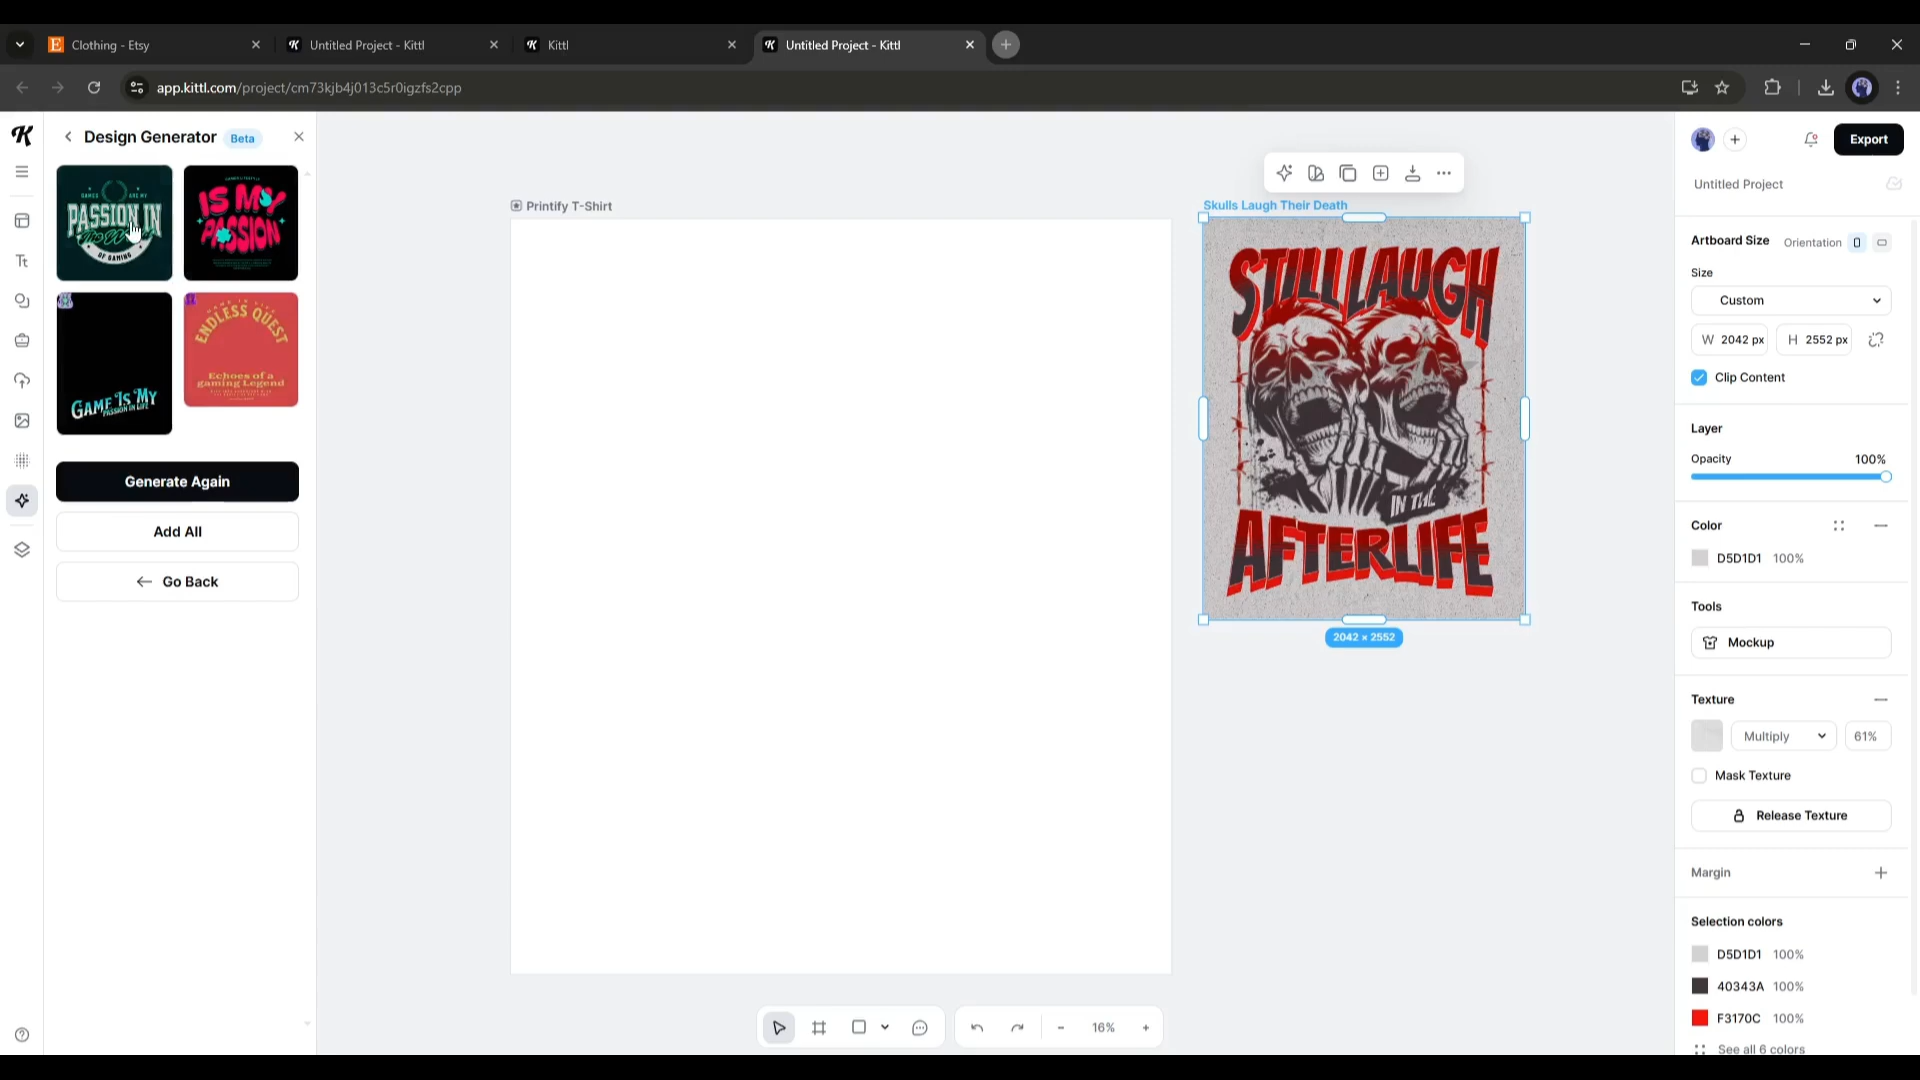 Clothing - Etsy
Untitled Project - Kittl
Kittl
Untitled Project - Kittl
app.kittl.com/project/cm73kjb4j013c5r0igzfs2cpp
Design Generator
Beta
Export
Untitled Project
GAMES ARE MY
PASSION IN
OF GAMING
IS MY
PASSION
GAME IS MY
PASSION IN LIFE
ENDLESS QUEST
Echoes of a
gaming Legend
Generate Again
Add All
Go Back
Printify T-Shirt
Skulls Laugh Their Death
STILL LAUGH
IN THE
AFTERLIFE
2042 × 2552
Artboard Size
Orientation
Size
Custom
W 2042 px
H 2552 px
Clip Content
Layer
Opacity
100%
Color
D5D1D1 100%
Tools
Mockup
Texture
Multiply
61%
Mask Texture
Release Texture
Margin
Selection colors
D5D1D1 100%
40343A 100%
F3170C 100%
See all 6 colors
16%